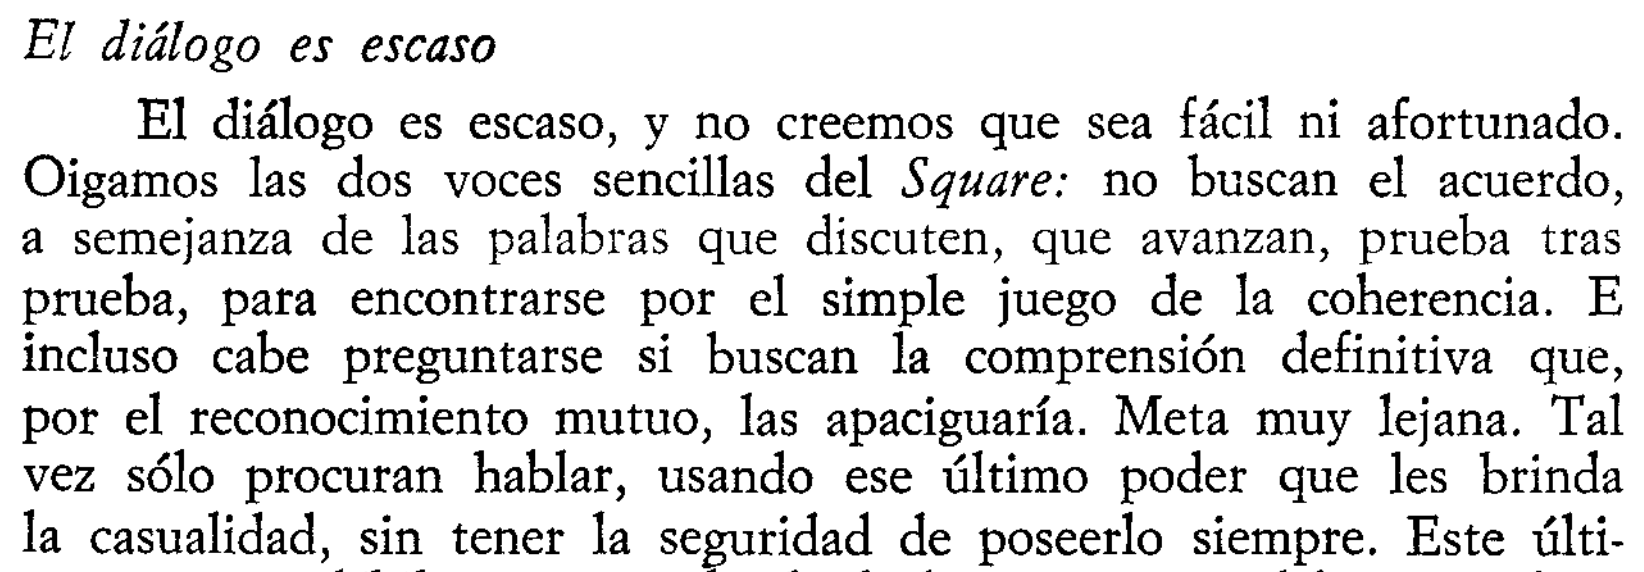 El diálogo es escaso
El diálogo es escaso, y no creemos que sea fácil ni afortunado.
Oigamos las dos voces sencillas del Square: no buscan el acuerdo,
a semejanza de las palabras que discuten, que avanzan, prueba tras
prueba, para encontrarse por el simple juego de la coherencia. E
incluso cabe preguntarse si buscan la comprensión definitiva que,
por el reconocimiento mutuo, las apaciguaría. Meta muy lejana. Tal
vez sólo procuran hablar, usando ese último poder que les brinda
la casualidad, sin tener la seguridad de poseerlo siempre. Este últi-